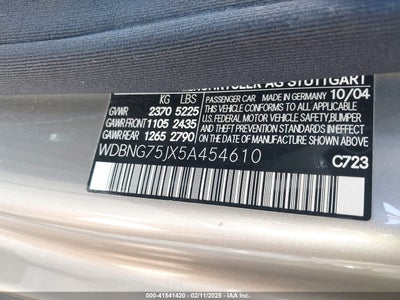 CHRYSLER AG STUTTGART
KG LBS MADE IN GERMANY 10/04
GVWR 2370 5225 PASSENGER CAR
GAWR FRONT 1105 2435 THIS VEHICLE CONFORMS TO ALL APPLICABLE U.S.
GAWR REAR 1265 2790 FEDERAL MOTOR VEHICLE SAFETY, BUMPER, AND THEFT PREVENTION STANDARDS IN EFFECT ON THE DATE OF MANUFACTURE SHOWN ABOVE
WDBNG75JX5A454610
C723
000-41541420 02/11/2025 IAA Inc.